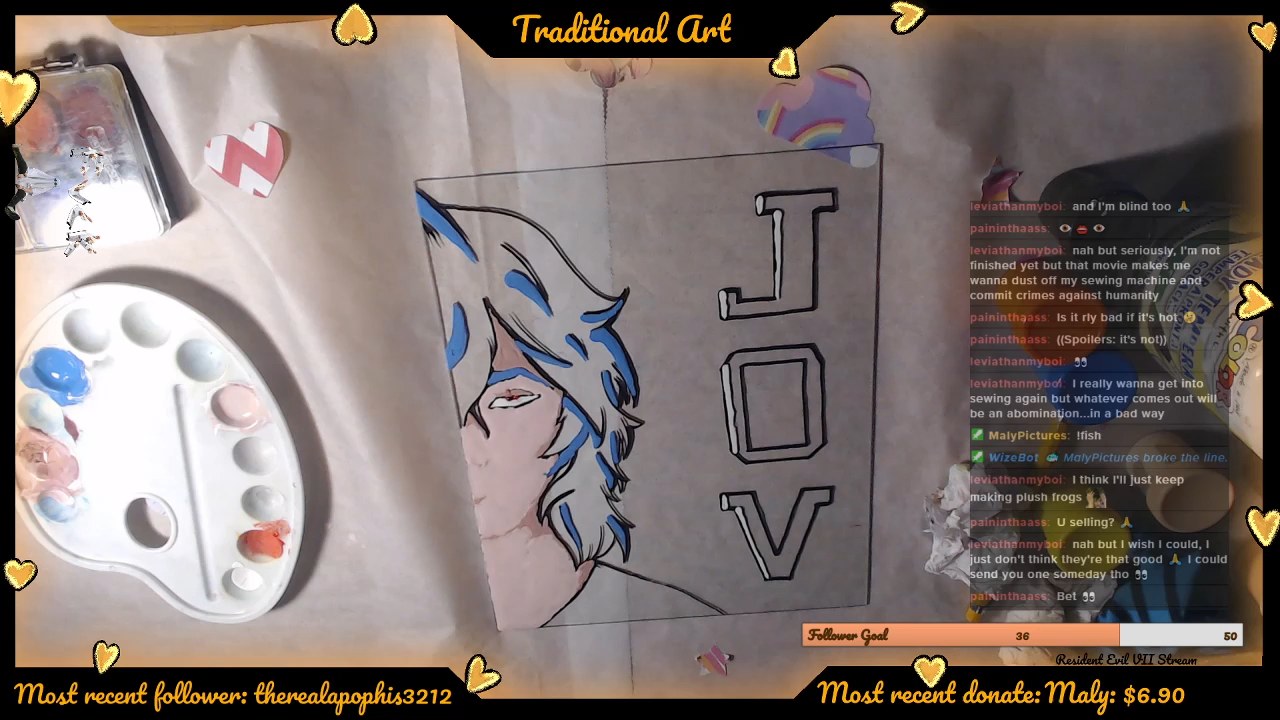 Traditional Art
J
O
V
leviathanmyboi: and I'm blind too 🙏
paininthaass: 👁 👄 👁
leviathanmyboi: nah but seriously, I'm not
finished yet but that movie makes me
wanna dust off my sewing machine and
commit crimes against humanity
paininthaass: Is it rly bad if it's hot
paininthaass: ((Spoilers: it's not))
leviathanmyboi: 👀
leviathanmyboi: I really wanna get into
sewing again but whatever comes out will
be an abomination...in a bad way
MalyPictures: !fish
WizeBot 🐟 MalyPictures broke the line.
leviathanmyboi: I think I'll just keep
making plush frogs
paininthaass: U selling? 🙏
leviathanmyboi: nah but I wish I could, I
just don't think they're that good 🙏 I could
send you one someday tho 👀
paininthaass: Bet 👀
Follower Goal 36 50
Resident Evil VII Stream
Most recent follower: therealapophis3212
Most recent donate: Maly: $6.90